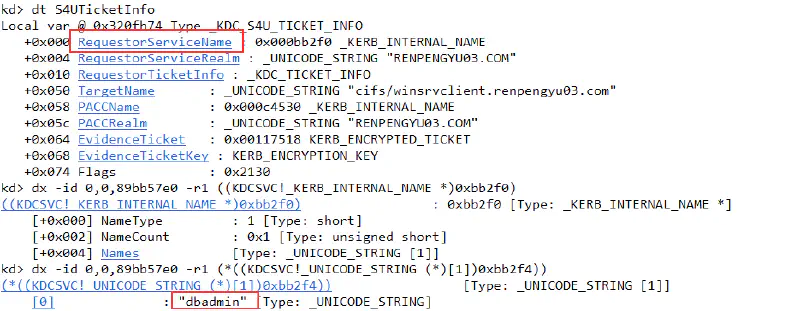 kd> dt S4UTicketInfo
Local var @ 0x320fh74 Type _KDC_S4U_TICKET_INFO
+0x000 RequestorServiceName : 0x000bb2f0 _KERB_INTERNAL_NAME
+0x004 RequestorServiceRealm : _UNICODE_STRING "RENPENGYU03.COM"
+0x010 RequestorTicketInfo : _KDC_TICKET_INFO
+0x050 TargetName : _UNICODE_STRING "cifs/winsrvclient.renpengyu03.com"
+0x058 PACCName : 0x000c4530 _KERB_INTERNAL_NAME
+0x05c PACRealm : _UNICODE_STRING "RENPENGYU03.COM"
+0x064 EvidenceTicket : 0x00117518 KERB_ENCRYPTED_TICKET
+0x068 EvidenceTicketKey : KERB_ENCRYPTION_KEY
+0x074 Flags : 0x2130
kd> dx -id 0,0,89bb57e0 -r1 ((KDCSVC!_KERB_INTERNAL_NAME *)0xbb2f0)
((KDCSVC!_KERB_INTERNAL_NAME *)0xbb2f0) : 0xbb2f0 [Type: _KERB_INTERNAL_NAME *]
[+0x000] NameType : 1 [Type: short]
[+0x002] NameCount : 0x1 [Type: unsigned short]
[+0x004] Names [Type: _UNICODE_STRING [1]]
kd> dx -id 0,0,89bb57e0 -r1 (*((KDCSVC!_UNICODE_STRING (*)[1])0xbb2f4))
(*((KDCSVC!_UNICODE_STRING (*)[1])0xbb2f4)) [Type: _UNICODE_STRING [1]]
[0] : "dbadmin" [Type: _UNICODE_STRING]